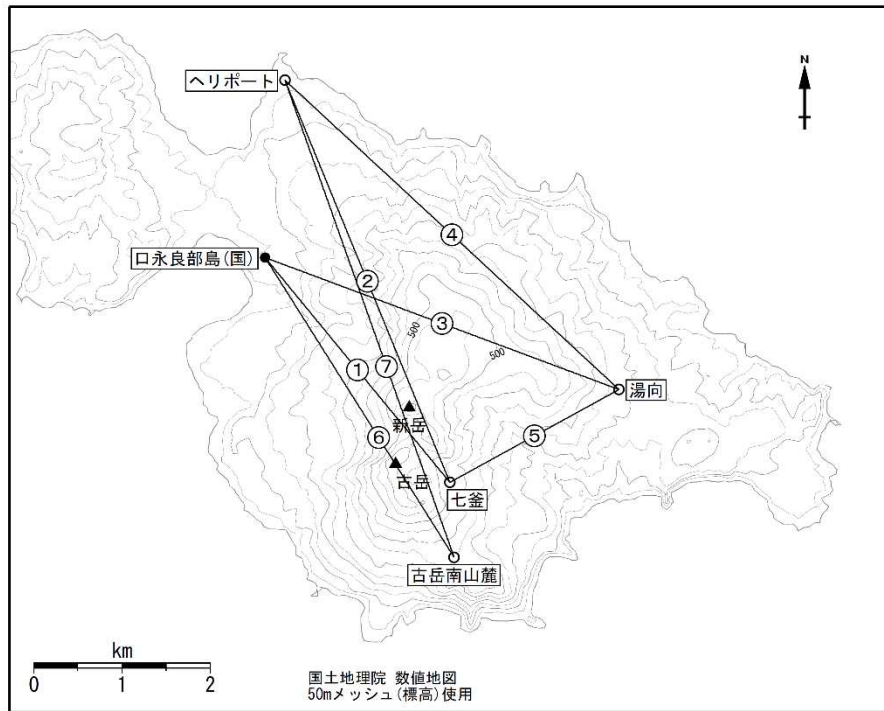 ヘリポート
N
④
口永良部島(国)
②
③
500
500
①
⑦
湯向
新岳
⑥
⑤
古岳
七釜
古岳南山麓
km
0 1 2
国土地理院 数値地図
50mメッシュ(標高)使用